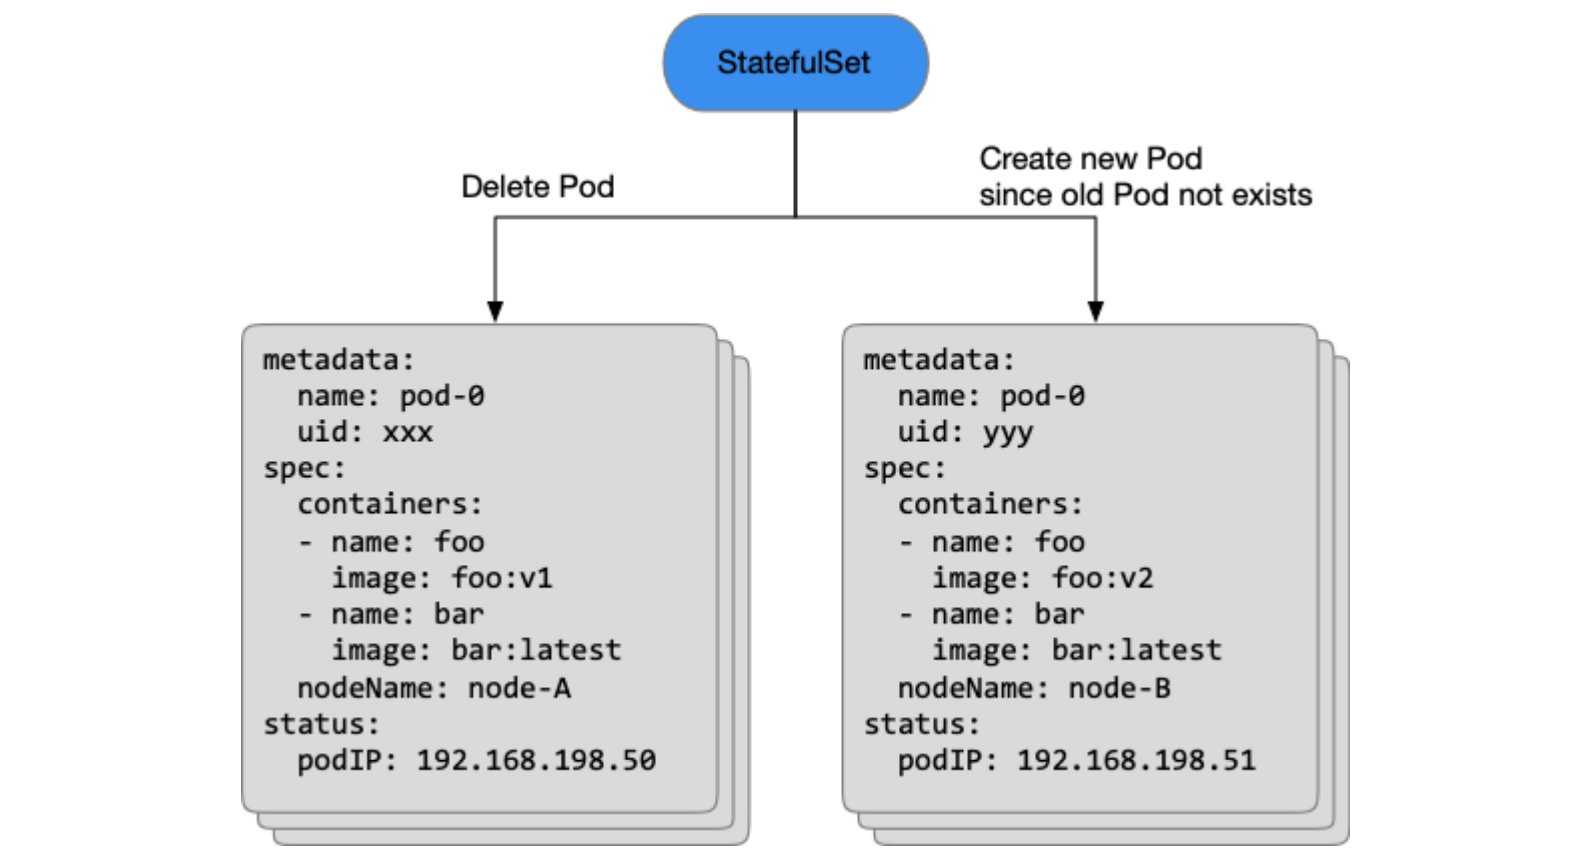 StatefulSet
Delete Pod
Create new Pod
since old Pod not exists
metadata:
  name: pod-0
  uid: xxx
spec:
  containers:
  - name: foo
    image: foo:v1
  - name: bar
    image: bar:latest
  nodeName: node-A
status:
  podIP: 192.168.198.50
metadata:
  name: pod-0
  uid: yyy
spec:
  containers:
  - name: foo
    image: foo:v2
  - name: bar
    image: bar:latest
  nodeName: node-B
status:
  podIP: 192.168.198.51